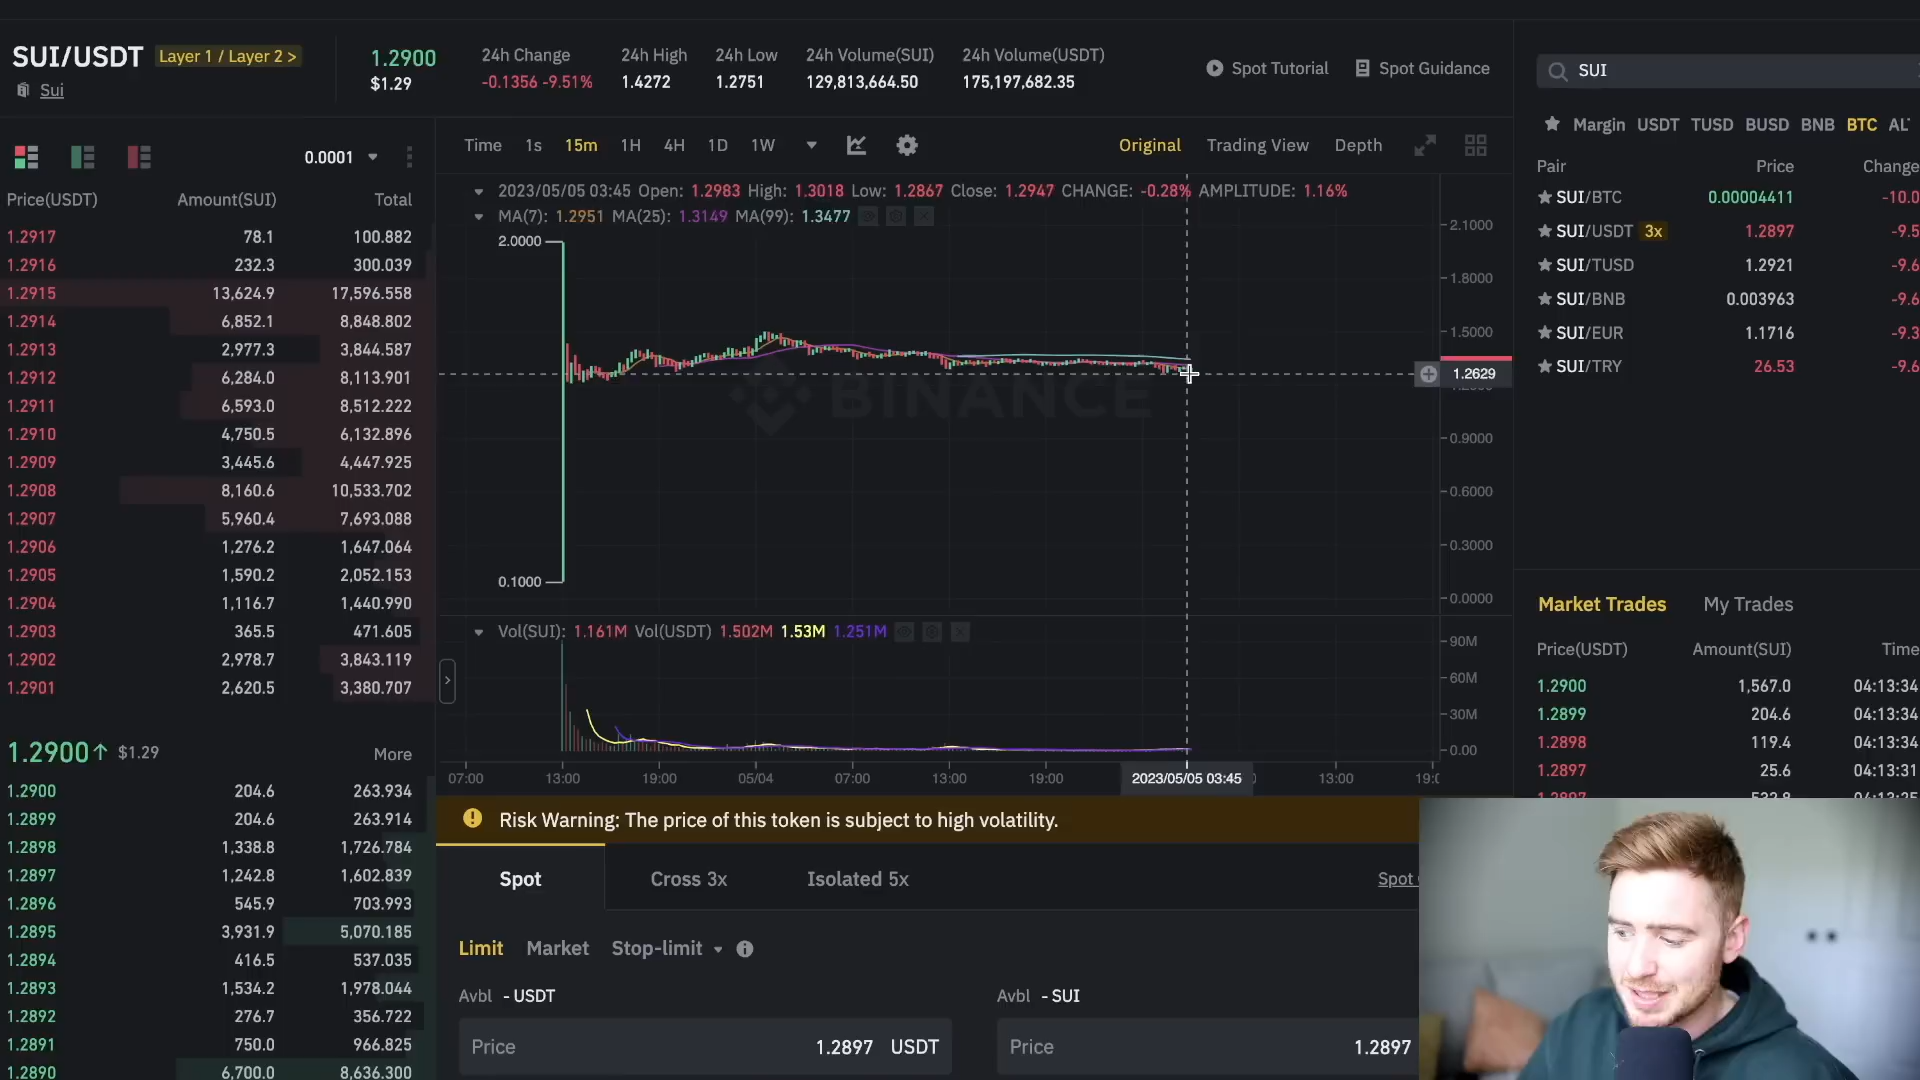 SUI/USDT Layer 1 / Layer 2 >
Sui
1.2900
$1.29
24h Change
-0.1356 -9.51%
24h High
1.4272
24h Low
1.2751
24h Volume(SUI)
129,813,664.50
24h Volume(USDT)
175,197,682.35
Spot Tutorial
Spot Guidance
0.0001
Price(USDT) Amount(SUI) Total
1.2917 78.1 100.882
1.2916 232.3 300.039
1.2915 13,624.9 17,596.558
1.2914 6,852.1 8,848.802
1.2913 2,977.3 3,844.587
1.2912 6,284.0 8,113.901
1.2911 6,593.0 8,512.222
1.2910 4,750.5 6,132.896
1.2909 3,445.6 4,447.925
1.2908 8,160.6 10,533.702
1.2907 5,960.4 7,693.088
1.2906 1,276.2 1,647.064
1.2905 1,590.2 2,052.153
1.2904 1,116.7 1,440.990
1.2903 365.5 471.605
1.2902 2,978.7 3,843.119
1.2901 2,620.5 3,380.707
1.2900↑ $1.29 More
1.2900 204.6 263.934
1.2899 204.6 263.914
1.2898 1,338.8 1,726.784
1.2897 1,242.8 1,602.839
1.2896 545.9 703.993
1.2895 3,931.9 5,070.185
1.2894 416.5 537.035
1.2893 1,534.2 1,978.044
1.2892 276.7 356.722
1.2891 750.0 966.825
1.2890 6,700.0 8,636.300
Time 1s 15m 1H 4H 1D 1W
Original Trading View Depth
2023/05/05 03:45 Open: 1.2983 High: 1.3018 Low: 1.2867 Close: 1.2947 CHANGE: -0.28% AMPLITUDE: 1.16%
MA(7): 1.2951 MA(25): 1.3149 MA(99): 1.3477
2.0000
0.1000
BINANCE
2.1000
1.8000
1.5000
1.2629
0.9000
0.6000
0.3000
0.0000
Vol(SUI): 1.161M Vol(USDT) 1.502M 1.53M 1.251M
90M
60M
30M
0.00
07:00 13:00 19:00 05/04 07:00 13:00 19:00 2023/05/05 03:45 13:00
Risk Warning: The price of this token is subject to high volatility.
Spot Cross 3x Isolated 5x
Spot
Limit Market Stop-limit
Avbl - USDT
Price 1.2897 USDT
Avbl - SUI
Price 1.2897
SUI
Margin USDT TUSD BUSD BNB BTC
Pair Price Change
SUI/BTC 0.00004411 -10.0
SUI/USDT 3x 1.2897 -9.5
SUI/TUSD 1.2921 -9.6
SUI/BNB 0.003963 -9.6
SUI/EUR 1.1716 -9.3
SUI/TRY 26.53 -9.6
Market Trades My Trades
Price(USDT) Amount(SUI) Time
1.2900 1,567.0 04:13:34
1.2899 204.6 04:13:34
1.2898 119.4 04:13:34
1.2897 25.6 04:13:31